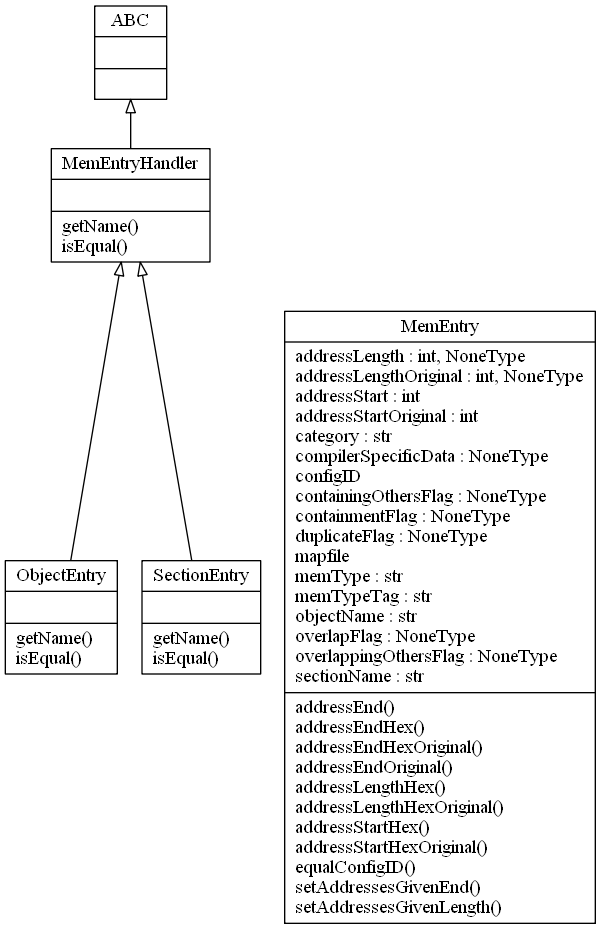 ABC
MemEntryHandler
getName()
isEqual()
MemEntry
addressLength : int, NoneType
addressLengthOriginal : int, NoneType
addressStart : int
addressStartOriginal : int
category : str
compilerSpecificData : NoneType
configID
containingOthersFlag : NoneType
containmentFlag : NoneType
duplicateFlag : NoneType
mapfile
memType : str
memTypeTag : str
objectName : str
overlapFlag : NoneType
overlappingOthersFlag : NoneType
sectionName : str
addressEnd()
addressEndHex()
addressEndHexOriginal()
addressEndOriginal()
addressLengthHex()
addressLengthHexOriginal()
addressStartHex()
addressStartHexOriginal()
equalConfigID()
setAddressesGivenEnd()
setAddressesGivenLength()
ObjectEntry
getName()
isEqual()
SectionEntry
getName()
isEqual()